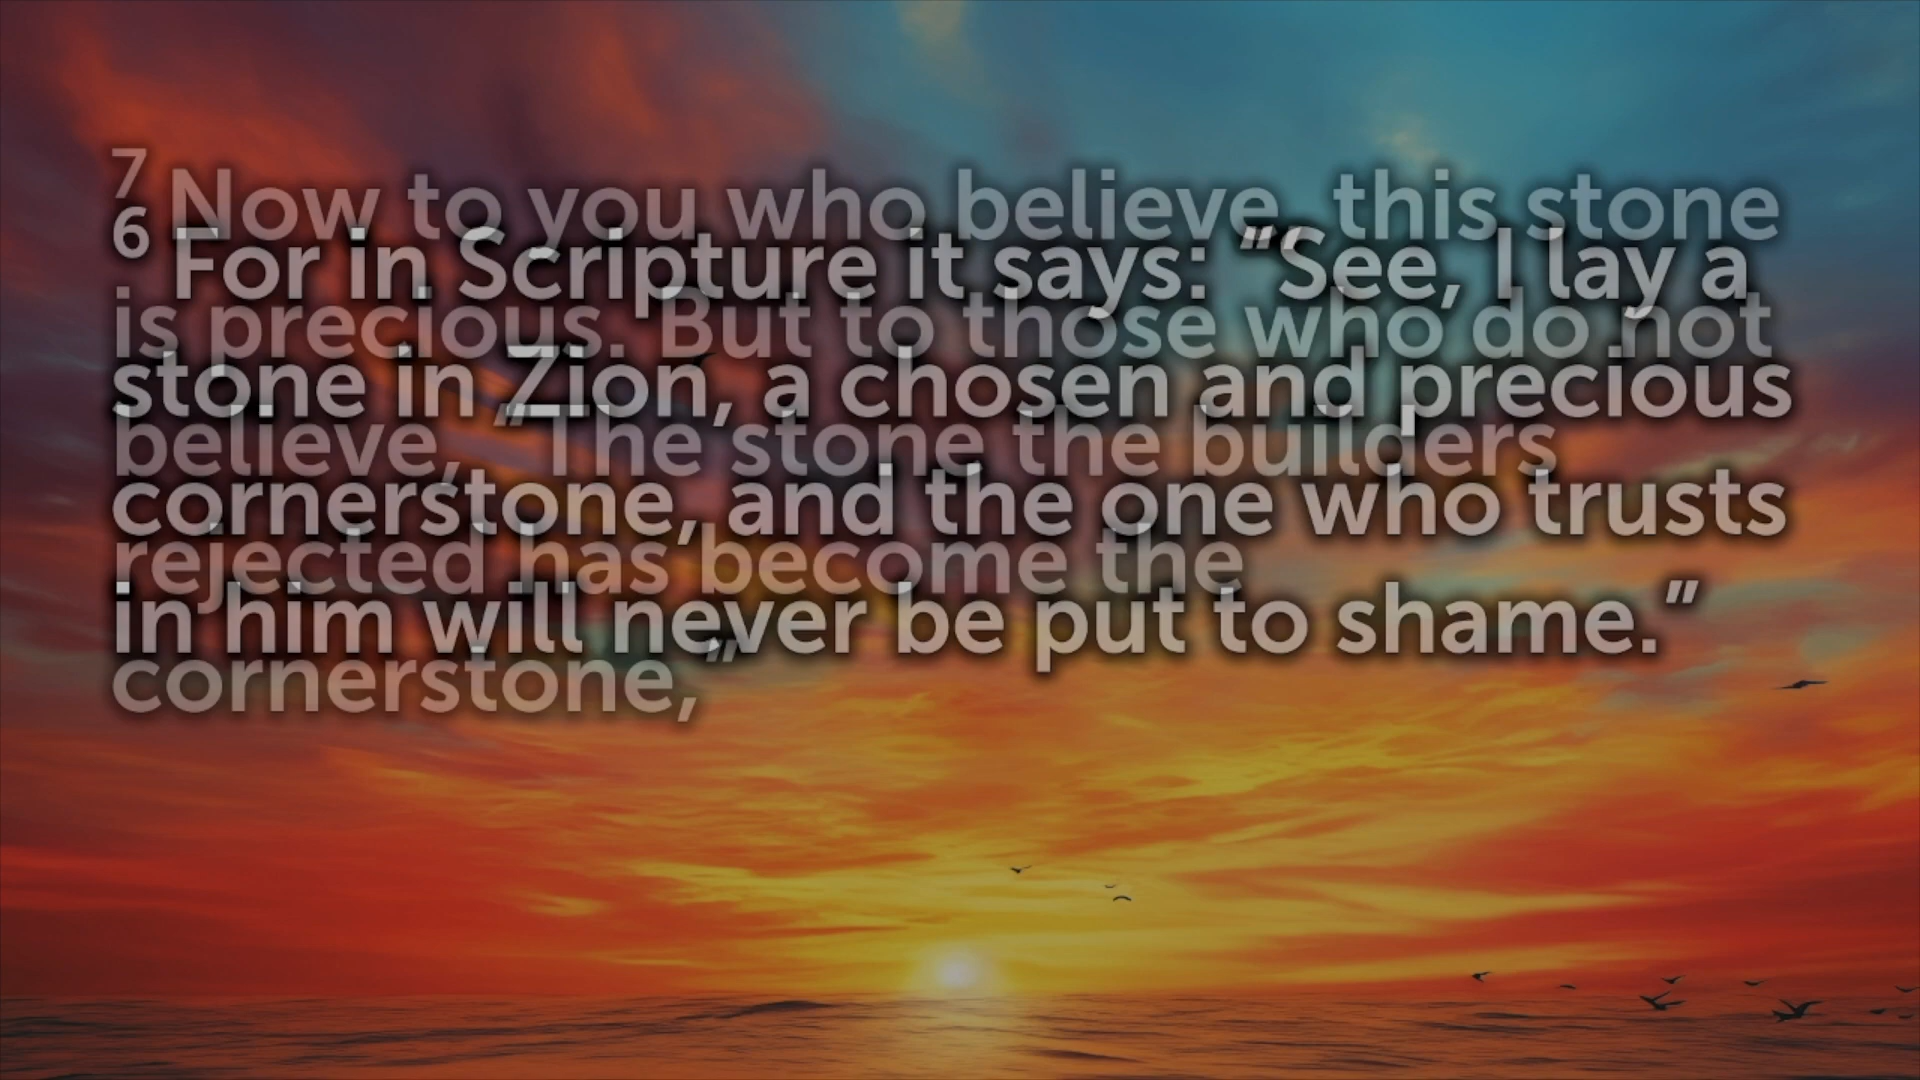 7 Now to you who believe, this stone
is precious. But to those who do not
believe, “The stone the builders
rejected has become the
cornerstone,”
6 For in Scripture it says: “See, I lay a
stone in Zion, a chosen and precious
cornerstone, and the one who trusts
in him will never be put to shame.”